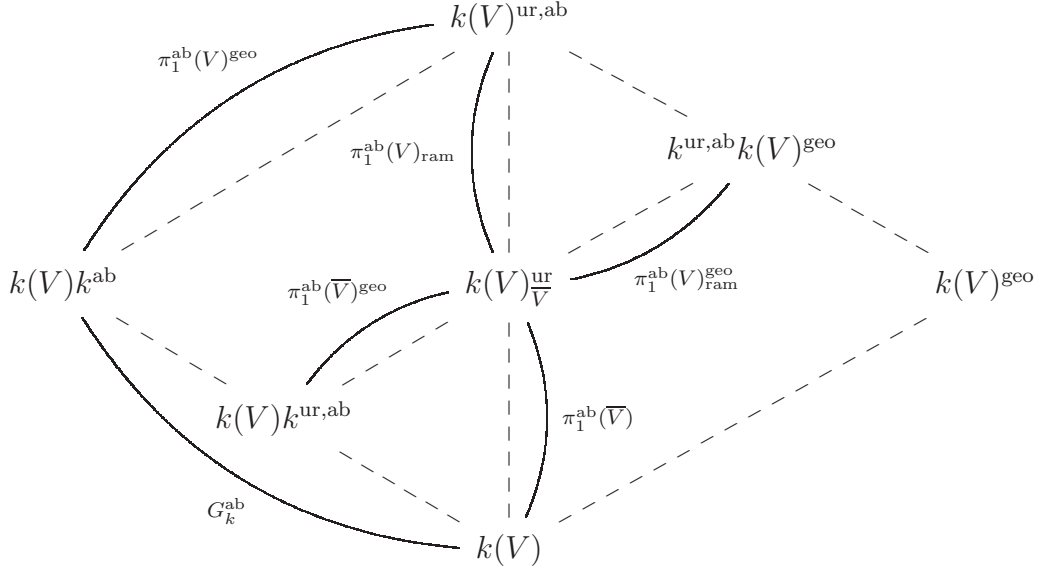 k(V)^{ur,ab}
π_1^{ab}(V)^{geo}
π_1^{ab}(V)_{ram}
k^{ur,ab}k(V)^{geo}
k(V)k^{ab}
π_1^{ab}(\overline{V})^{geo}
k(V)_{\overline{V}}^{ur}
π_1^{ab}(V)_{ram}^{geo}
k(V)^{geo}
k(V)k^{ur,ab}
π_1^{ab}(\overline{V})
G_k^{ab}
k(V)